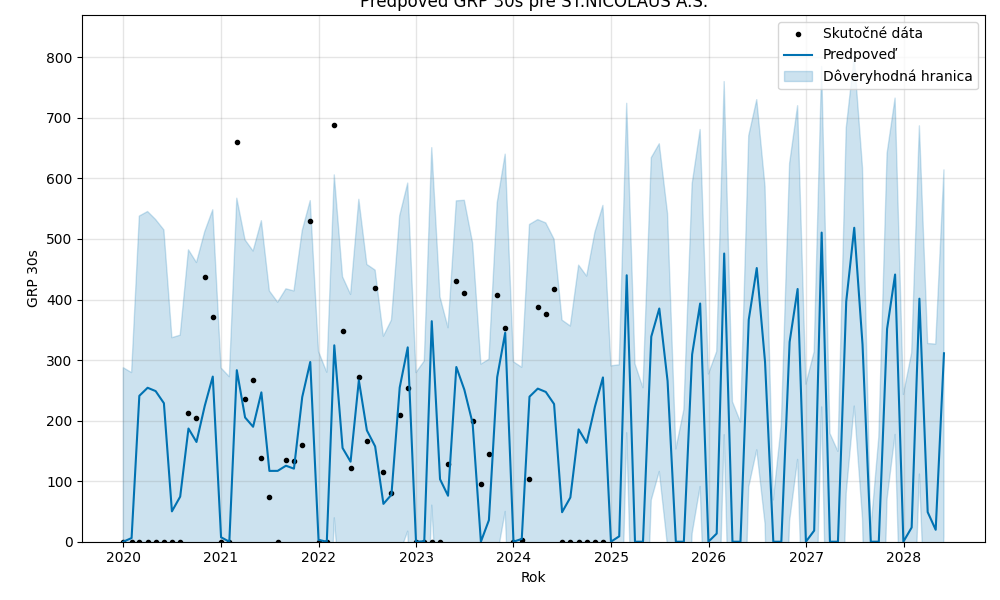 Predpoveď GRP 30s pre ST.NICOLAUS A.S.
Skutočné dáta
Predpoveď
Dôveryhodná hranica
GRP 30s
800
700
600
500
400
300
200
100
0
2020 2021 2022 2023 2024 2025 2026 2027 2028
Rok